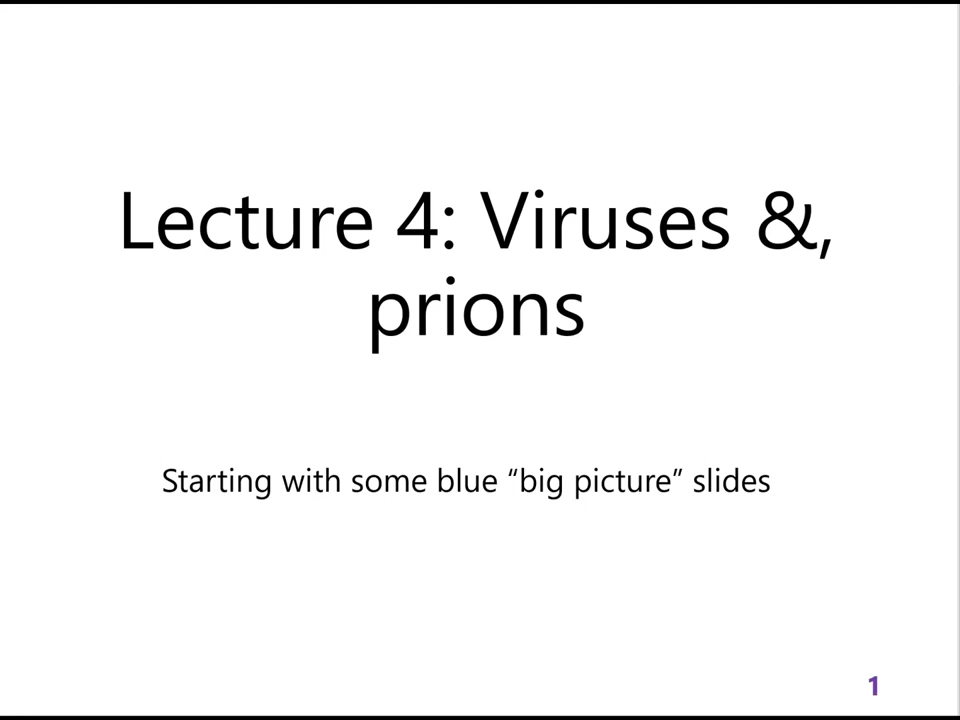 Lecture 4: Viruses &,
prions
Starting with some blue “big picture” slides
1